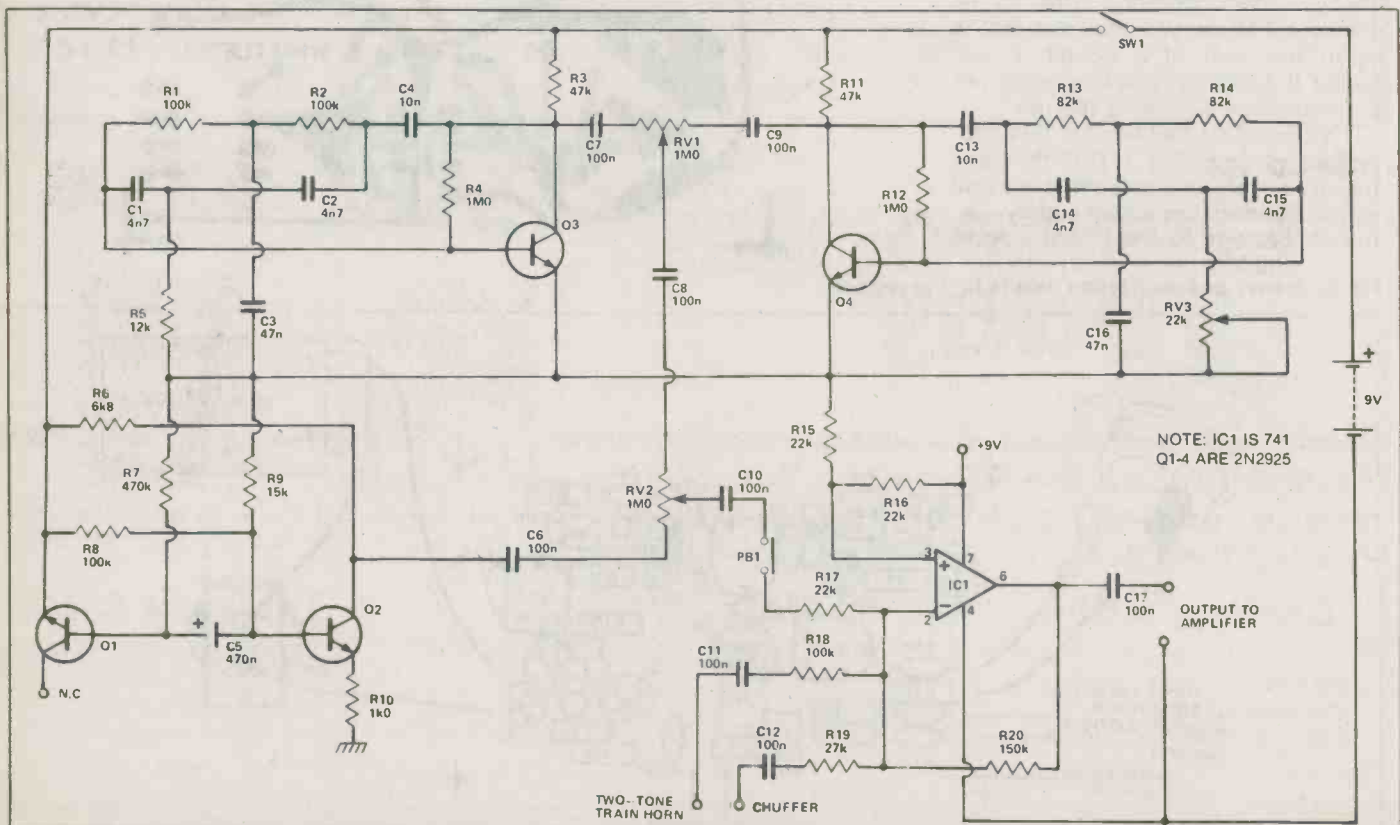 SW1
R1
100k
R2
100k
C4
10n
R3
47k
C7
100n
RV1
1M0
C9
100n
R11
47k
C13
10n
R13
82k
R14
82k
C1
4n7
C2
4n7
R4
1M0
Q3
R12
1M0
C14
4n7
C15
4n7
Q4
C8
100n
R5
12k
C3
47n
C16
47n
RV3
22k
+
9V
R6
6k8
R7
470k
R9
15k
R8
100k
R15
22k
+9V
NOTE: IC1 IS 741
Q1-4 ARE 2N2925
RV2
1M0
C10
100n
R16
22k
C6
100n
PB1
R17
22k
3
+
7
IC1
6
−
2
4
C17
100n
OUTPUT TO
AMPLIFIER
Q1
+
C5
470n
Q2
N.C
R10
1k0
C11
100n
R18
100k
C12
100n
R19
27k
R20
150k
TWO-TONE
TRAIN HORN
CHUFFER